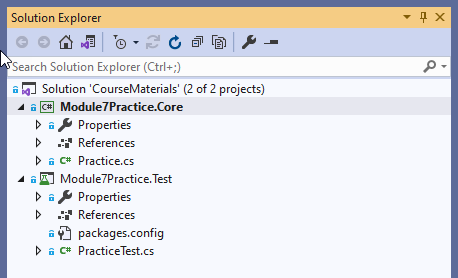 Solution Explorer
Search Solution Explorer (Ctrl+;)
Solution 'CourseMaterials' (2 of 2 projects)
C# Module7Practice.Core
Properties
References
C# Practice.cs
Module7Practice.Test
Properties
References
packages.config
C# PracticeTest.cs